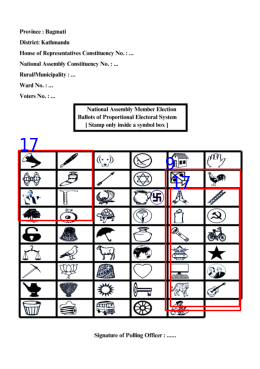 Province : Bagmati
District: Kathmandu
House of Representatives Constituency No. : ...
National Assembly Constituency No. : ...
Rural/Municipality : ...
Ward No. : ...
Voters No. : ...
National Assembly Member Election
Ballots of Proportional Electoral System
[ Stamp only inside a symbol box ]
17
9
17
Signature of Polling Officer : ......